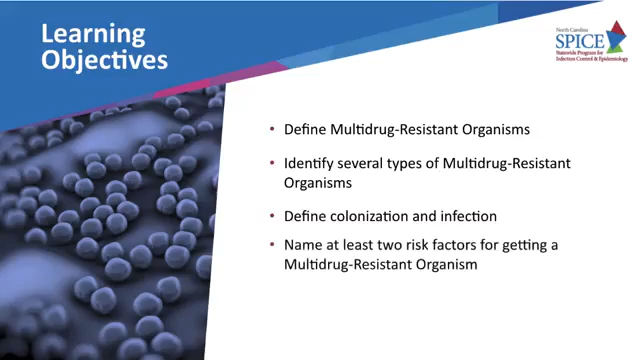 Learning
Objectives
North Carolina
SPICE
Statewide Program for
Infection Control & Epidemiology
• Define Multidrug-Resistant Organisms
• Identify several types of Multidrug-Resistant
Organisms
• Define colonization and infection
• Name at least two risk factors for getting a
Multidrug-Resistant Organism